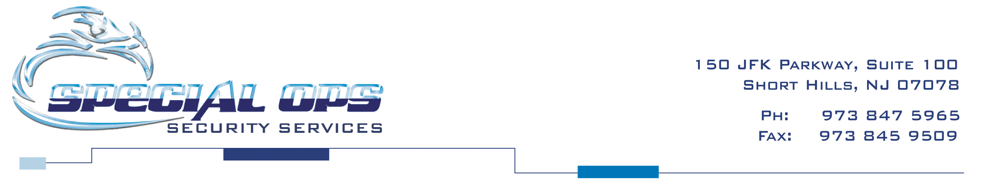 SPECIAL OPS
SECURITY SERVICES
150 JFK Parkway, Suite 100
Short Hills, NJ 07078
Ph: 973 847 5965
Fax: 973 845 9509